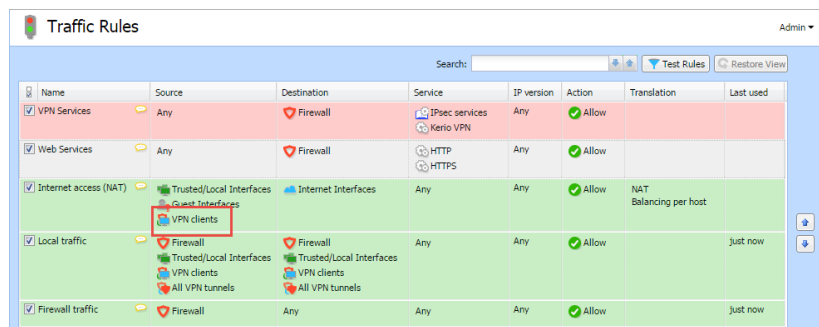 Traffic Rules
Admin
Search:
Test Rules
Restore View
Name Source Destination Service IP version Action Translation Last used
VPN Services Any Firewall IPsec services Any Allow
Kerio VPN
Web Services Any Firewall HTTP Any Allow
HTTPS
Internet access (NAT) Trusted/Local Interfaces Internet Interfaces Any Any Allow NAT
Guest Interfaces Balancing per host
VPN clients
Local traffic Firewall Firewall Any Any Allow just now
Trusted/Local Interfaces Trusted/Local Interfaces
VPN clients VPN clients
All VPN tunnels All VPN tunnels
Firewall traffic Firewall Any Any Any Allow just now